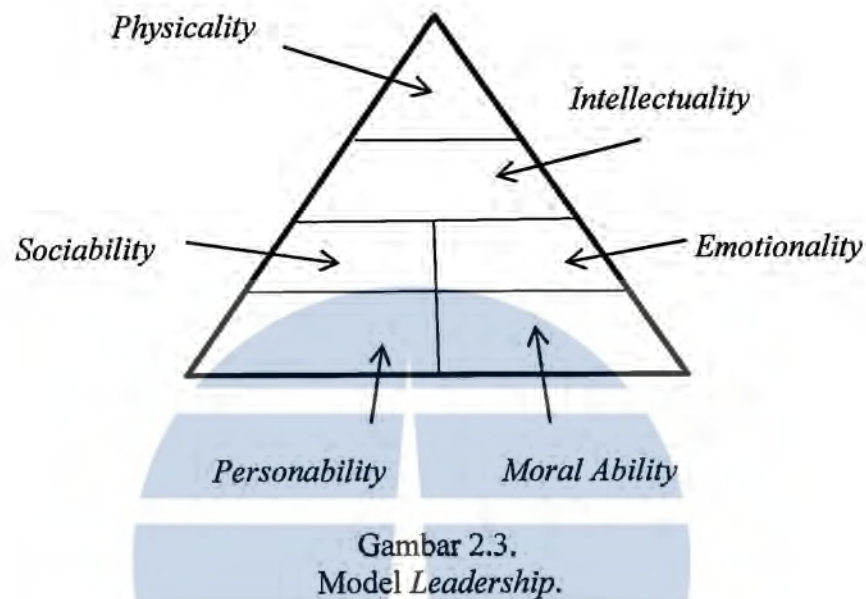 Physicality
Intellectuality
Sociability
Emotionality
Personability
Moral Ability
Gambar 2.3.
Model Leadership.